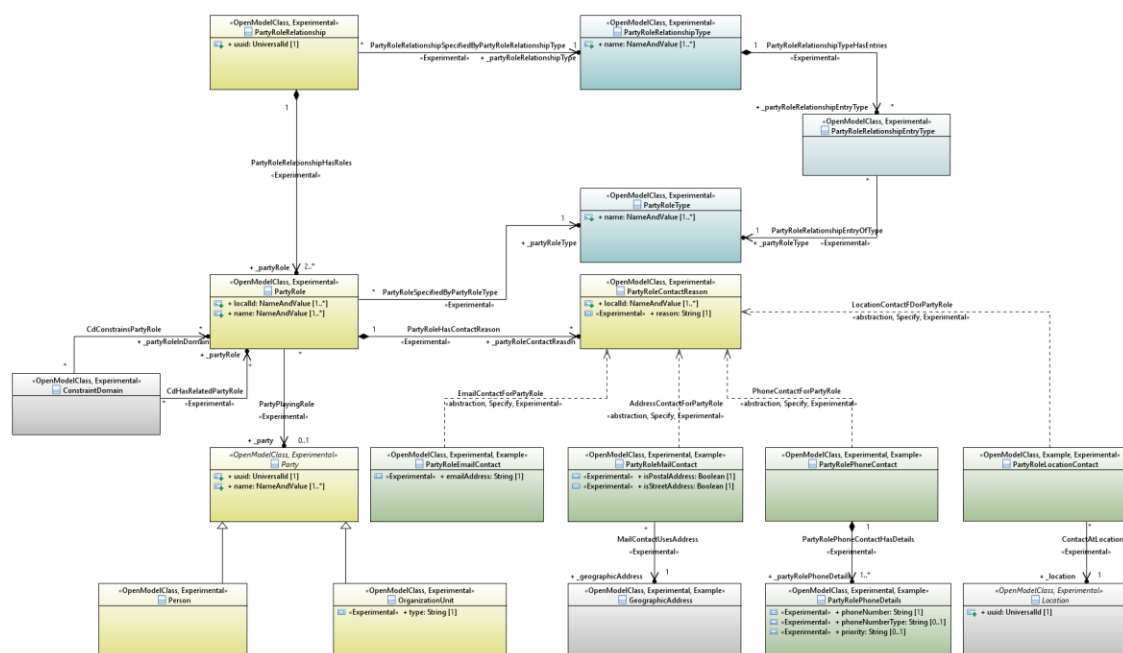 «OpenModelClass, Experimental»
PartyRoleRelationship
+ uuid: UniversalId [1]
«OpenModelClass, Experimental»
PartyRoleRelationshipType
+ name: NameAndValue [1..*]
* PartyRoleRelationshipSpecifiedByPartyRoleRelationshipType 1
«Experimental» + _partyRoleRelationshipType
1 PartyRoleRelationshipTypeHasEntries
«Experimental»
+ _partyRoleRelationshipEntryType *
«OpenModelClass, Experimental»
PartyRoleRelationshipEntryType
1
PartyRoleRelationshipHasRoles
«Experimental»
+ _partyRole 2..*
*
«OpenModelClass, Experimental»
PartyRoleType
+ name: NameAndValue [1..*]
1 PartyRoleRelationshipEntryOfType
+ _partyRoleType «Experimental»
1
+ _partyRoleType
* PartyRoleSpecifiedByPartyRoleType
«Experimental»
«OpenModelClass, Experimental»
PartyRole
+ localId: NameAndValue [1..*]
+ name: NameAndValue [1..*]
«OpenModelClass, Experimental»
PartyRoleContactReason
+ localId: NameAndValue [1..*]
«Experimental» + reason: String [1]
1 PartyRoleHasContactReason *
«Experimental» + _partyRoleContactReason
LocationContactFDorPartyRole
«abstraction, Specify, Experimental»
CdConstrainsPartyRole *
+ _partyRoleInDomain
+ _partyRole
*
*
«OpenModelClass, Experimental»
ConstraintDomain
CdHasRelatedPartyRole
* «Experimental»
*
PartyPlayingRole
«Experimental»
+ _party 0..1
EmailContactForPartyRole
«abstraction, Specify, Experimental»
AddressContactForPartyRole
«abstraction, Specify, Experimental»
PhoneContactForPartyRole
«abstraction, Specify, Experimental»
«OpenModelClass, Experimental»
Party
+ uuid: UniversalId [1]
+ name: NameAndValue [1..*]
«OpenModelClass, Experimental, Example»
PartyRoleEmailContact
«Experimental» + emailAddress: String [1]
«OpenModelClass, Experimental, Example»
PartyRoleMailContact
«Experimental» + isPostalAddress: Boolean [1]
«Experimental» + isStreetAddress: Boolean [1]
«OpenModelClass, Experimental, Example»
PartyRolePhoneContact
«OpenModelClass, Example, Experimental»
PartyRoleLocationContact
*
MailContactUsesAddress
«Experimental»
+ _geographicAddress 1
1
PartyRolePhoneContactHasDetails
«Experimental»
+ _partyRolePhoneDetails 1..*
*
ContactAtLocation
«Experimental»
+ _location 1
«OpenModelClass, Experimental»
Person
«OpenModelClass, Experimental»
OrganizationUnit
«Experimental» + type: String [1]
«OpenModelClass, Experimental, Example»
GeographicAddress
«OpenModelClass, Experimental, Example»
PartyRolePhoneDetails
«Experimental» + phoneNumber: String [1]
«Experimental» + phoneNumberType: String [0..1]
«Experimental» + priority: String [0..1]
«OpenModelClass, Experimental»
Location
+ uuid: UniversalId [1]